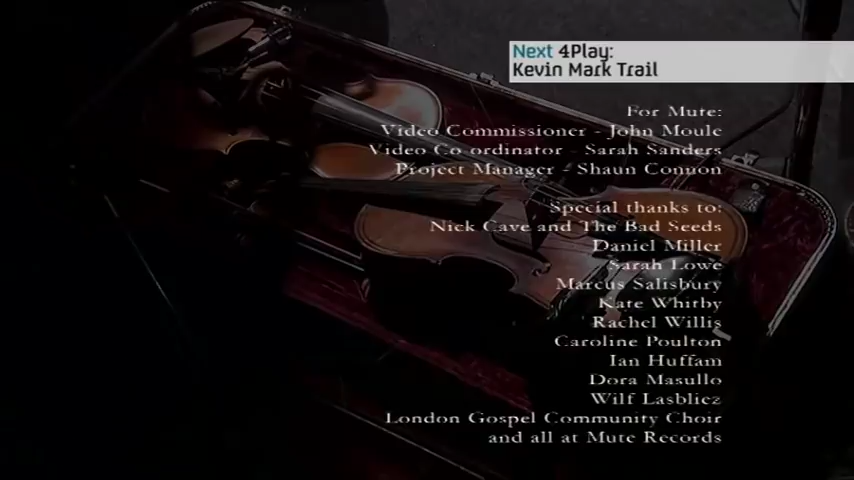 Next 4Play:
Kevin Mark Trail
For Mute:
Video Commissioner - John Moule
Video Co-ordinator - Sarah Sanders
Project Manager - Shaun Connon
Special thanks to:
Nick Cave and The Bad Seeds
Daniel Miller
Sarah Lowe
Marcus Salisbury
Kate Whitby
Rachel Willis
Caroline Poulton
Ian Huffam
Dora Masullo
Wilf Lasbliez
London Gospel Community Choir
and all at Mute Records